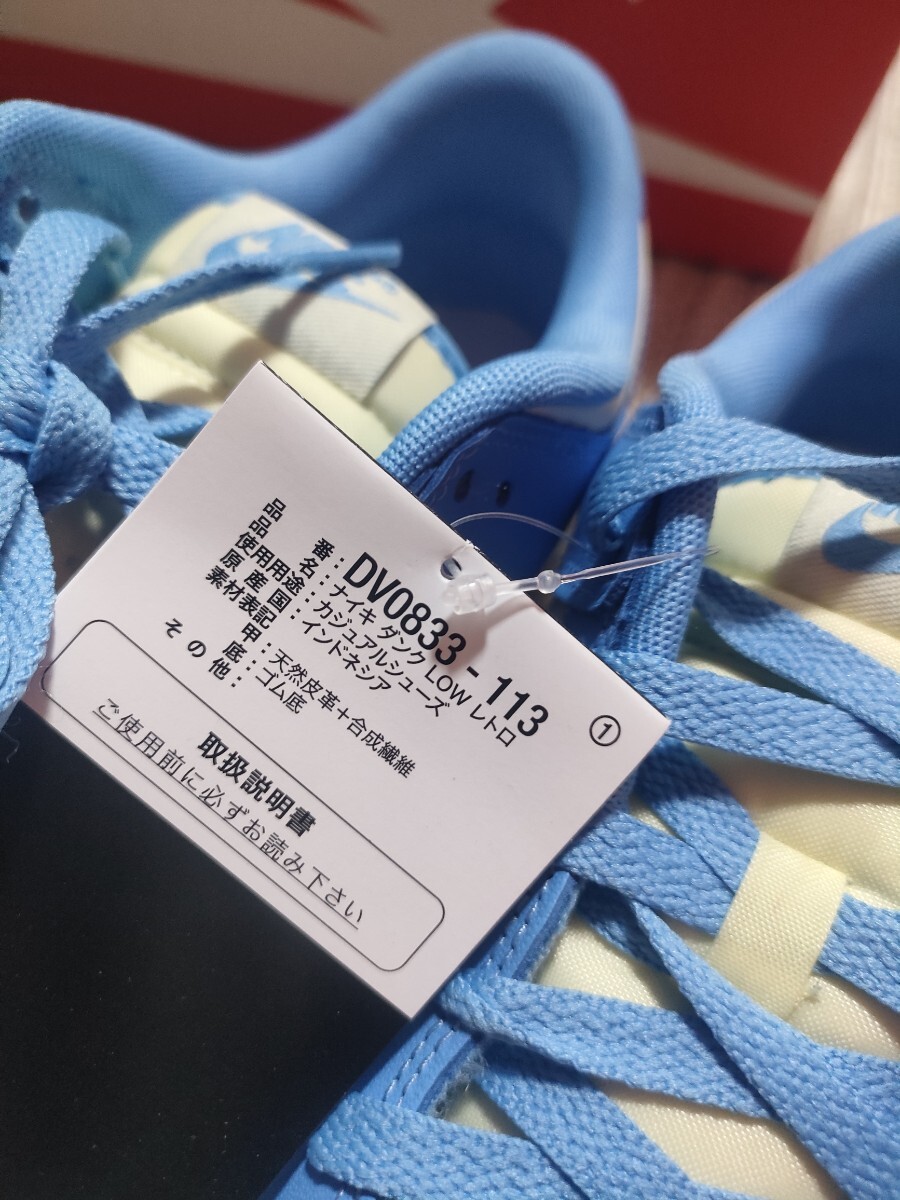 品番：DV0833-113
品名：ナイキ ダンク LOW レトロ
使用用途：カジュアルシューズ
原産国：インドネシア
素材表記 甲：天然皮革+合成繊維
底：ゴム底
その他：
①
取扱説明書
ご使用前に必ずお読み下さい